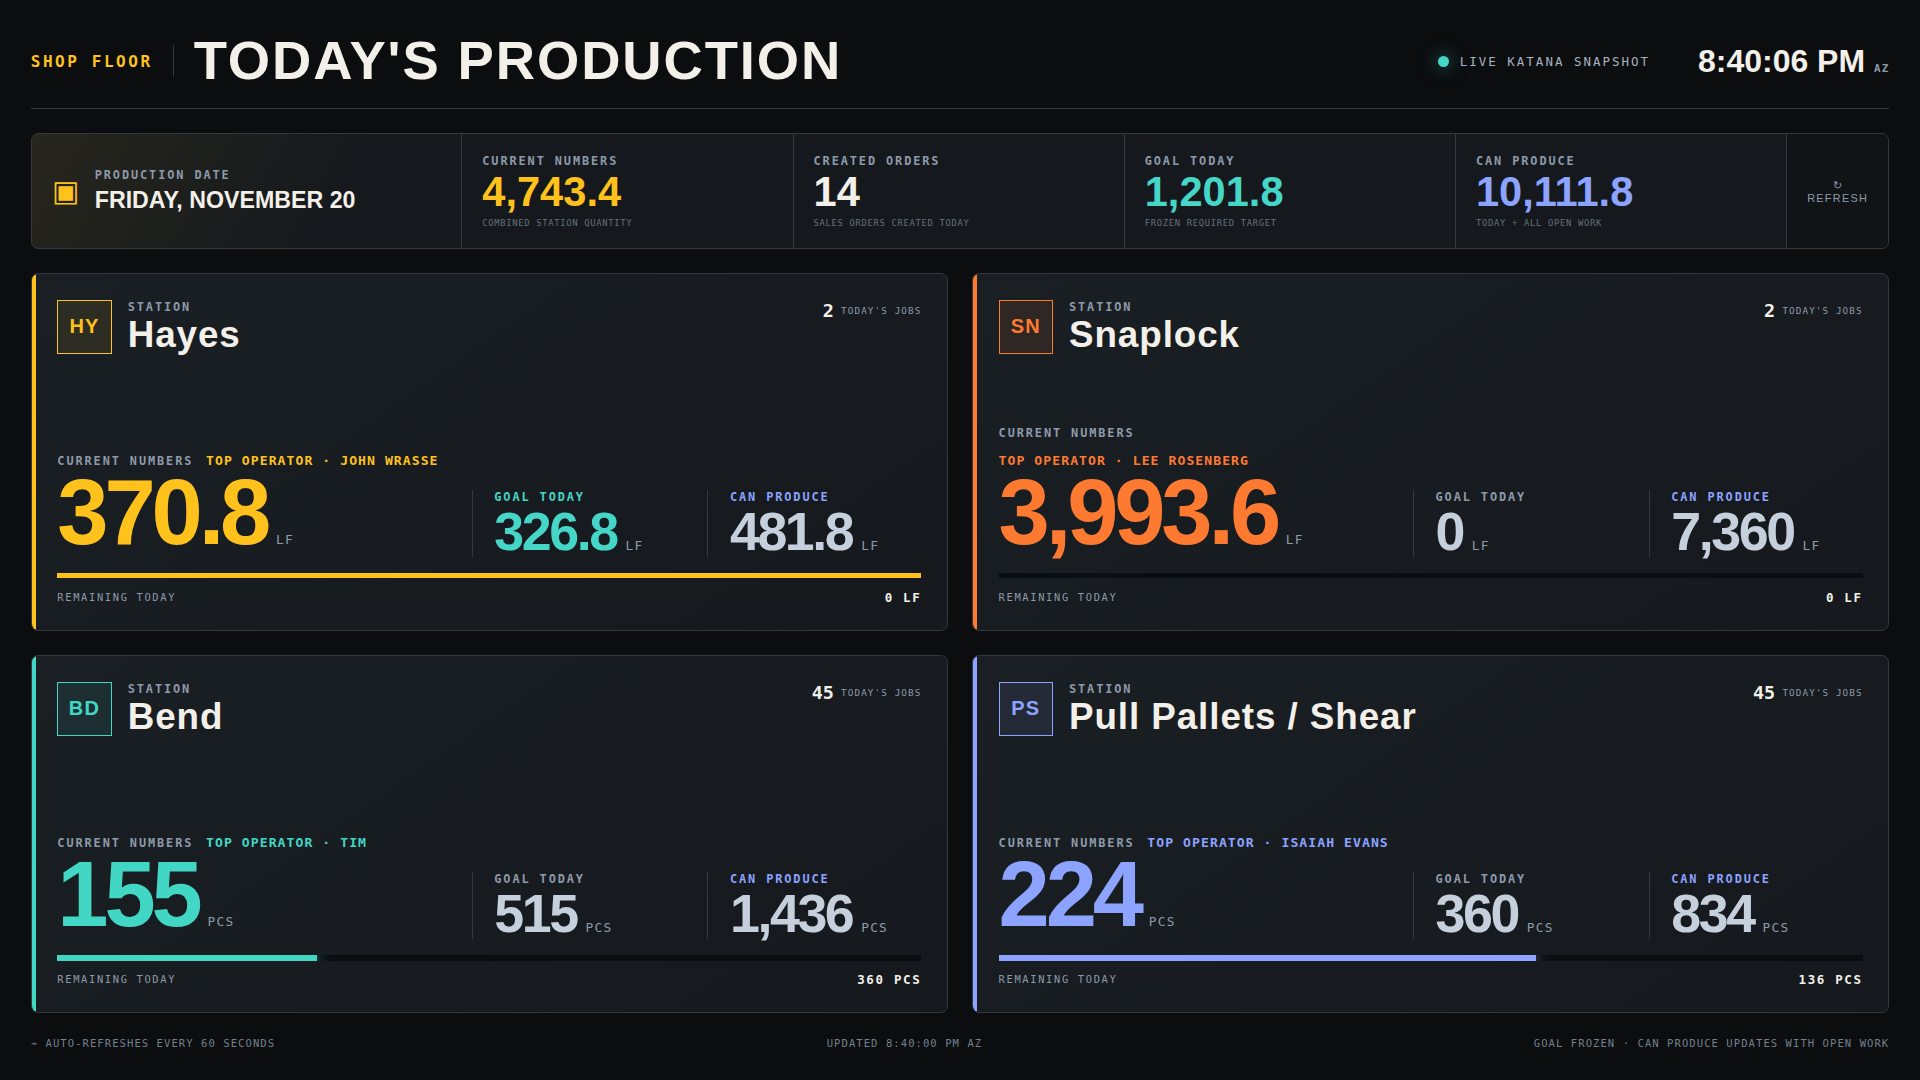 SHOP FLOOR
TODAY'S PRODUCTION
LIVE KATANA SNAPSHOT
8:40:06 PM AZ
PRODUCTION DATE
FRIDAY, NOVEMBER 20
CURRENT NUMBERS
4,743.4
COMBINED STATION QUANTITY
CREATED ORDERS
14
SALES ORDERS CREATED TODAY
GOAL TODAY
1,201.8
FROZEN REQUIRED TARGET
CAN PRODUCE
10,111.8
TODAY + ALL OPEN WORK
↻
REFRESH
HY
STATION
Hayes
2 TODAY'S JOBS
CURRENT NUMBERS TOP OPERATOR · JOHN WRASSE
370.8 LF
GOAL TODAY
326.8 LF
CAN PRODUCE
481.8 LF
REMAINING TODAY
0 LF
SN
STATION
Snaplock
2 TODAY'S JOBS
CURRENT NUMBERS
TOP OPERATOR · LEE ROSENBERG
3,993.6 LF
GOAL TODAY
0 LF
CAN PRODUCE
7,360 LF
REMAINING TODAY
0 LF
BD
STATION
Bend
45 TODAY'S JOBS
CURRENT NUMBERS TOP OPERATOR · TIM
155 PCS
GOAL TODAY
515 PCS
CAN PRODUCE
1,436 PCS
REMAINING TODAY
360 PCS
PS
STATION
Pull Pallets / Shear
45 TODAY'S JOBS
CURRENT NUMBERS TOP OPERATOR · ISAIAH EVANS
224 PCS
GOAL TODAY
360 PCS
CAN PRODUCE
834 PCS
REMAINING TODAY
136 PCS
AUTO-REFRESHES EVERY 60 SECONDS
UPDATED 8:40:00 PM AZ
GOAL FROZEN · CAN PRODUCE UPDATES WITH OPEN WORK